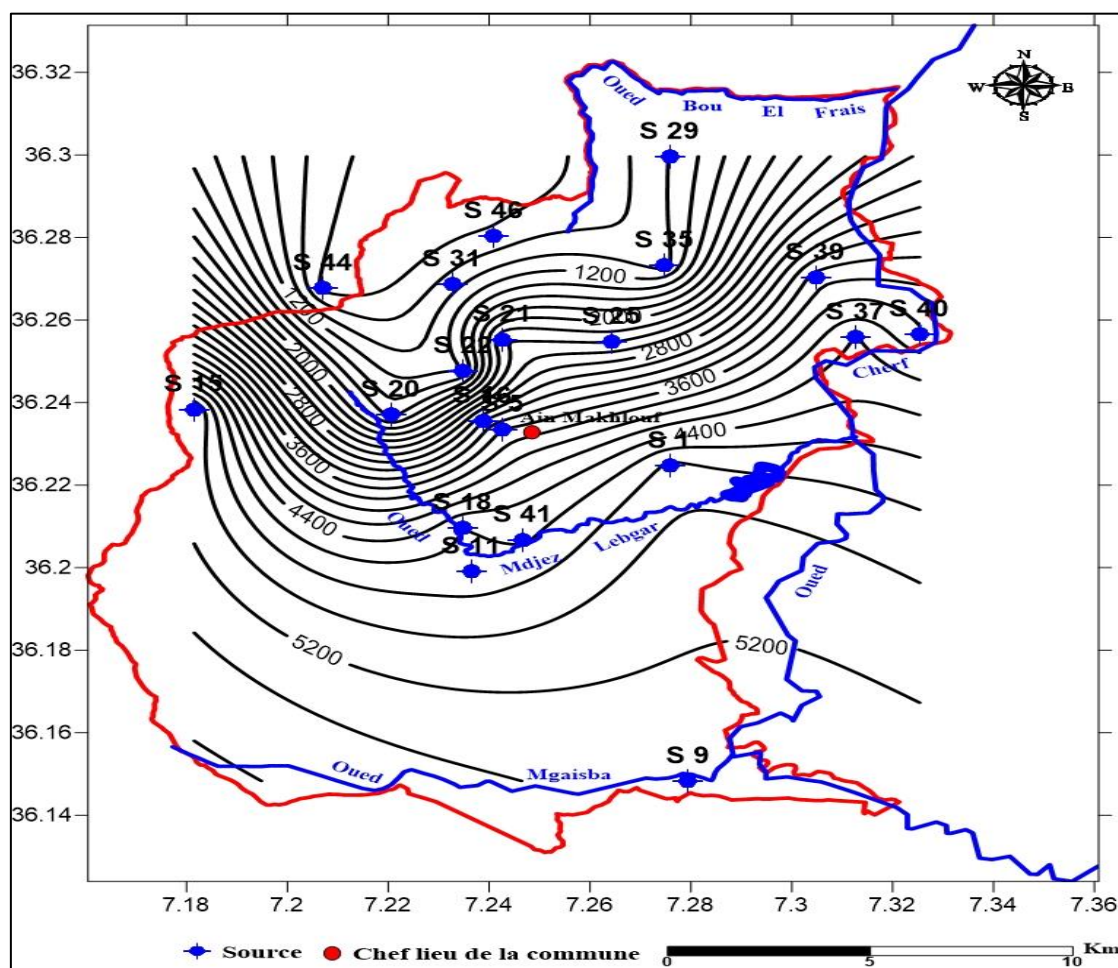 N
W E
S
36.32
36.3
36.28
36.26
36.24
36.22
36.2
36.18
36.16
36.14
Oued Bou El Frais
S 29
S 46
S 35
S 39
S 44
S 31
1200
1200
S 21
S 25
2000
S 37
S 40
S 22
2800
2000
Cherf
S 15
S 20
3600
2800
S 5
Ain Makhlouf
3600
4400
S 1
4400
S 18
S 41
Oued
S 11
Mdjez Lebgar
Oued
5200
5200
S 9
Oued Mgaisba
7.18 7.2 7.22 7.24 7.26 7.28 7.3 7.32 7.34 7.36
Source
Chef lieu de la commune
Km
0 5 10